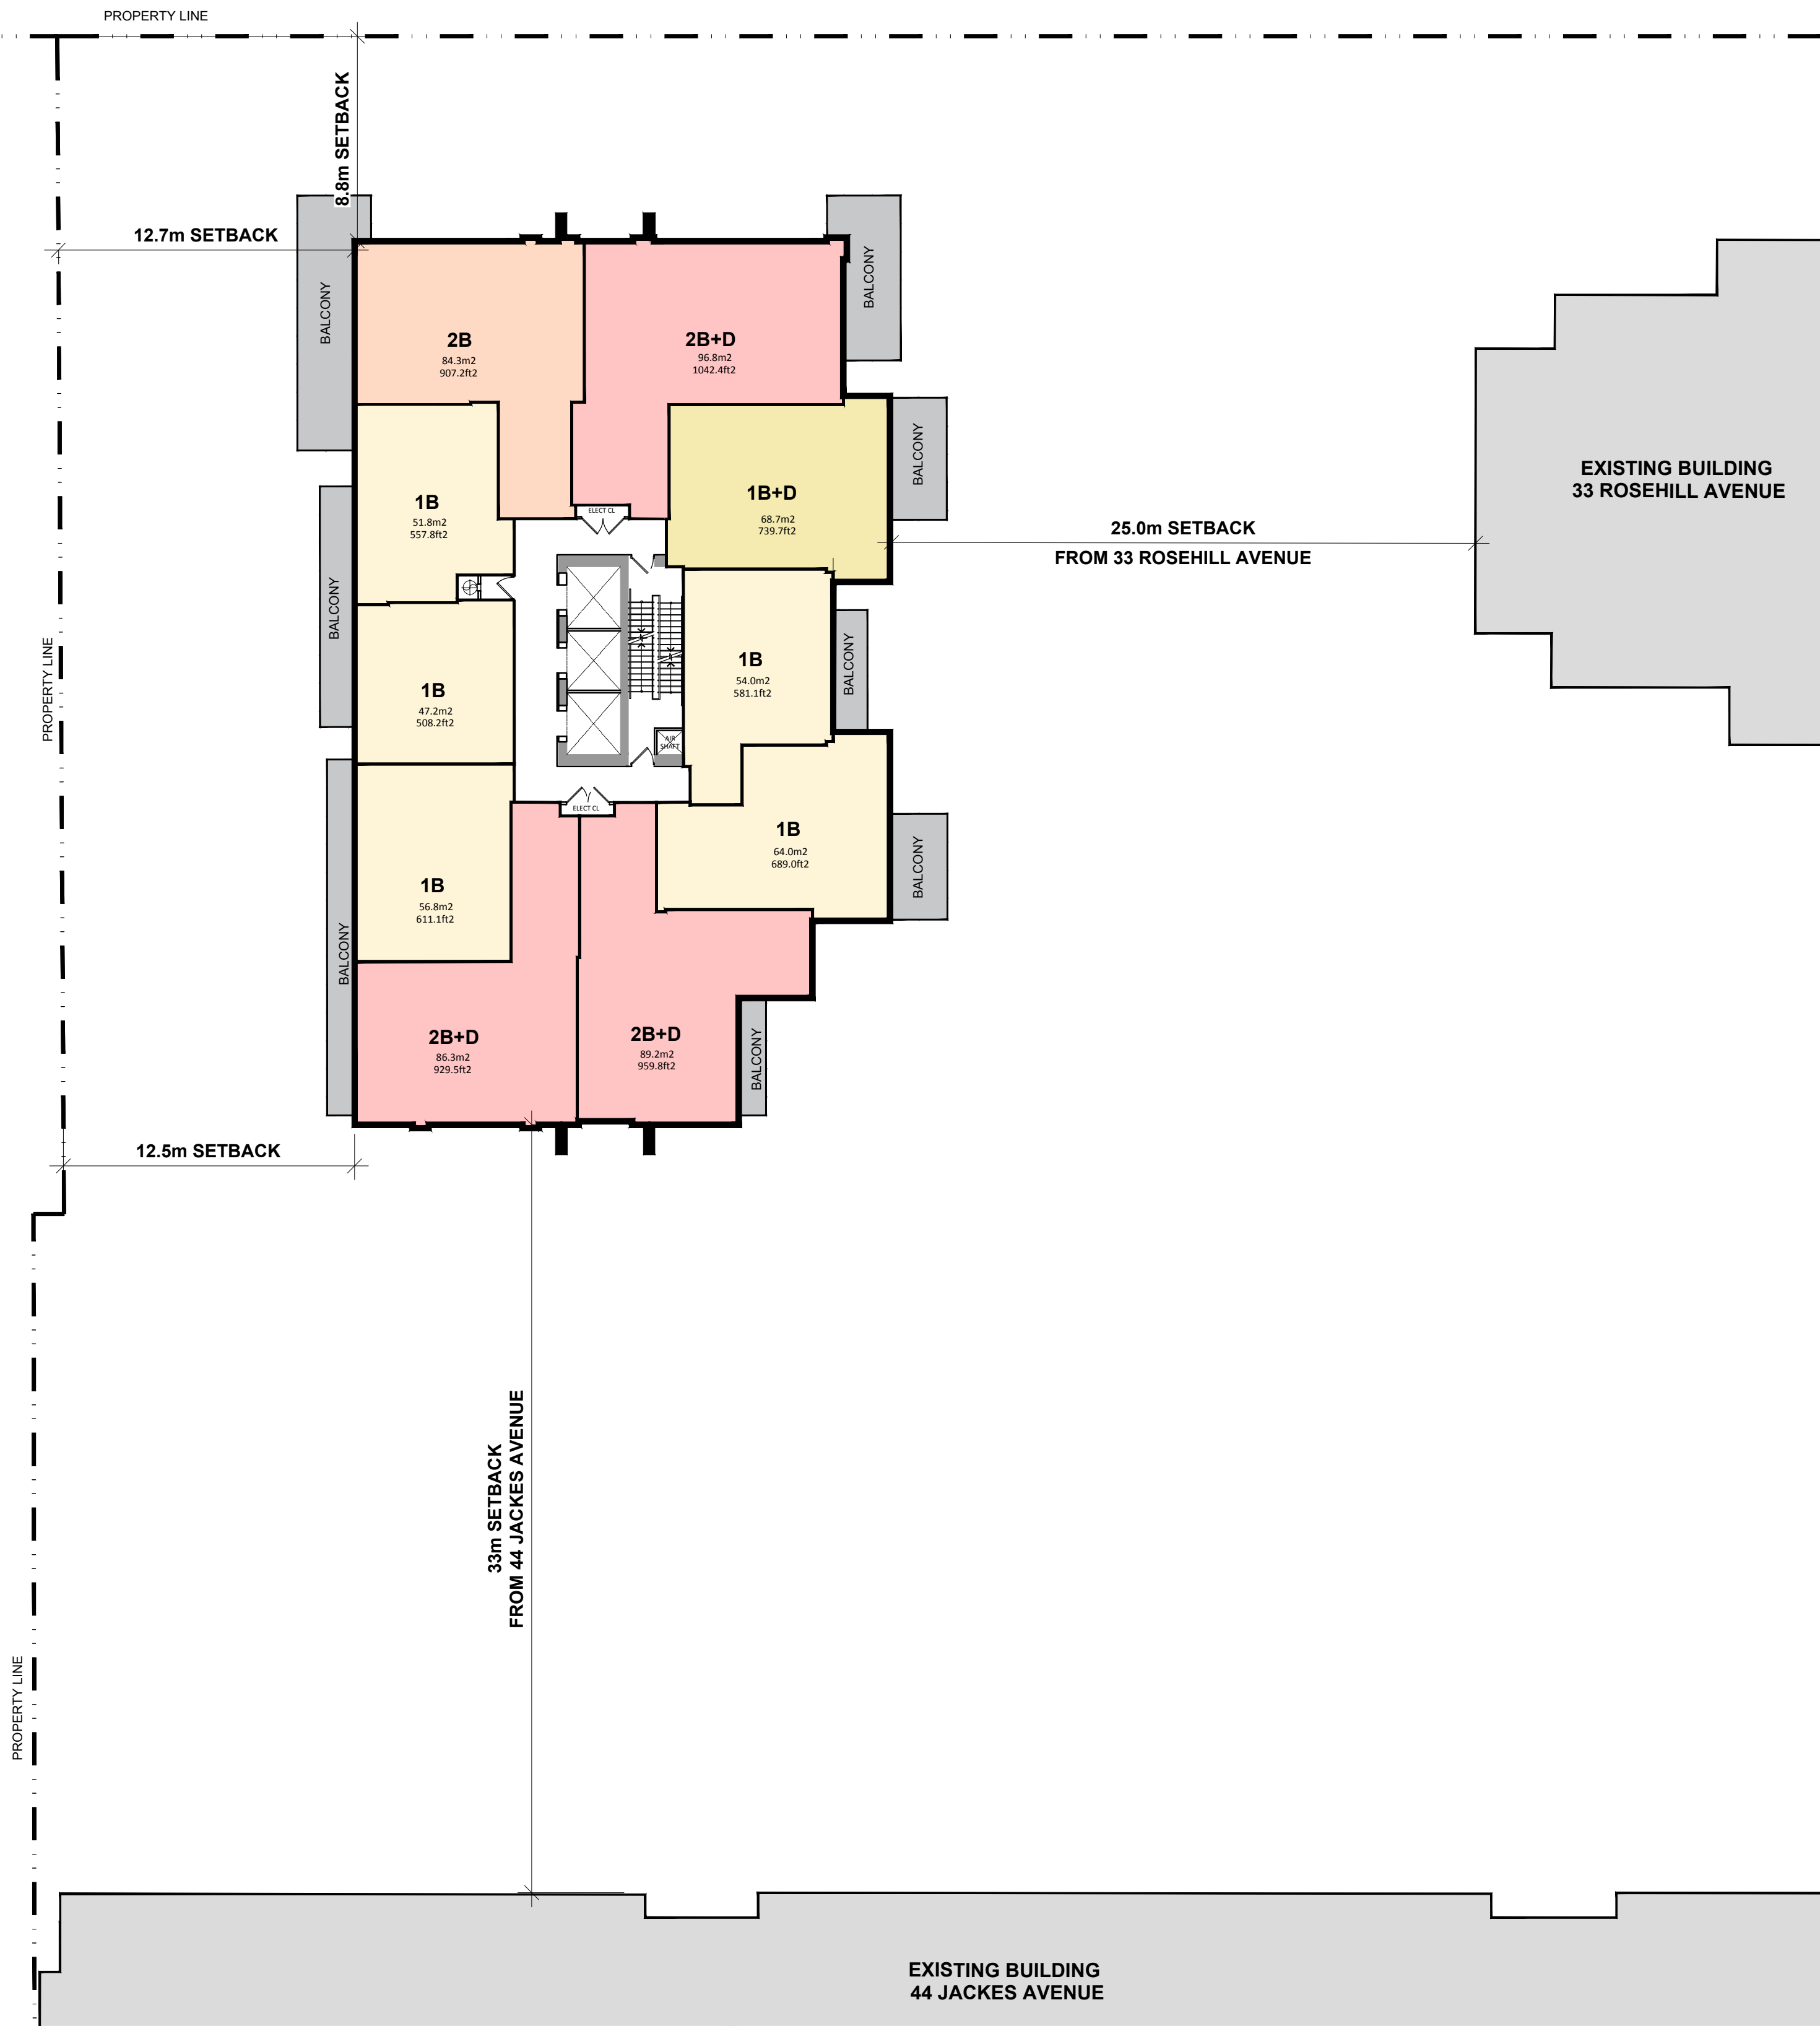 PROPERTY LINE
8.8m SETBACK
12.7m SETBACK
BALCONY
BALCONY
2B
84.3m2
907.2ft2
2B+D
96.8m2
1042.4ft2
BALCONY
1B
51.8m2
557.8ft2
ELECT CL
1B+D
68.7m2
739.7ft2
EXISTING BUILDING
33 ROSEHILL AVENUE
25.0m SETBACK
FROM 33 ROSEHILL AVENUE
PROPERTY LINE
BALCONY
1B
47.2m2
508.2ft2
1B
54.0m2
581.1ft2
BALCONY
AIR
SHAFT
ELECT CL
1B
64.0m2
689.0ft2
BALCONY
1B
56.8m2
611.1ft2
BALCONY
2B+D
86.3m2
929.5ft2
2B+D
89.2m2
959.8ft2
BALCONY
12.5m SETBACK
33m SETBACK
FROM 44 JACKES AVENUE
PROPERTY LINE
EXISTING BUILDING
44 JACKES AVENUE